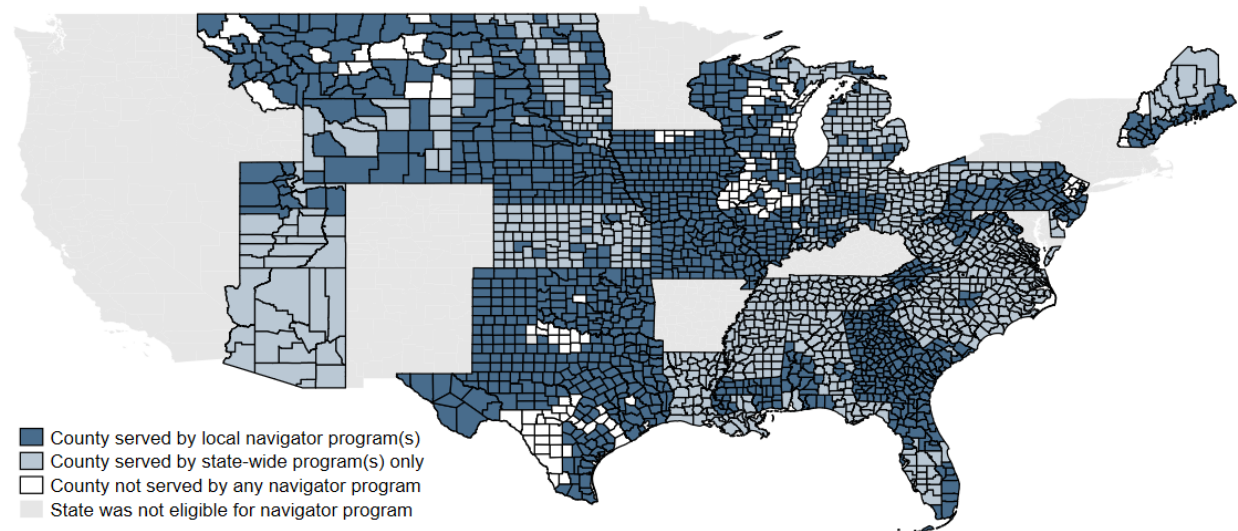 County served by local navigator program(s)
County served by state-wide program(s) only
County not served by any navigator program
State was not eligible for navigator program